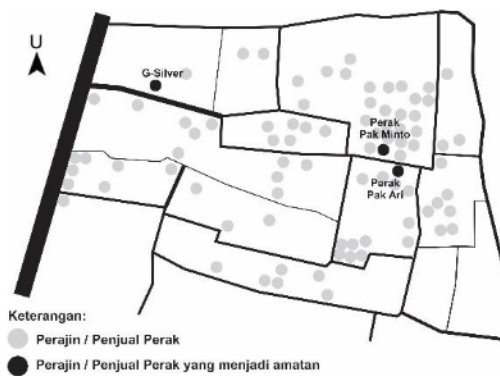 U
G-Silver
Perak
Pak Minto
Perak
Pak Ari
Keterangan:
Perajin / Penjual Perak
Perajin / Penjual Perak yang menjadi amatan